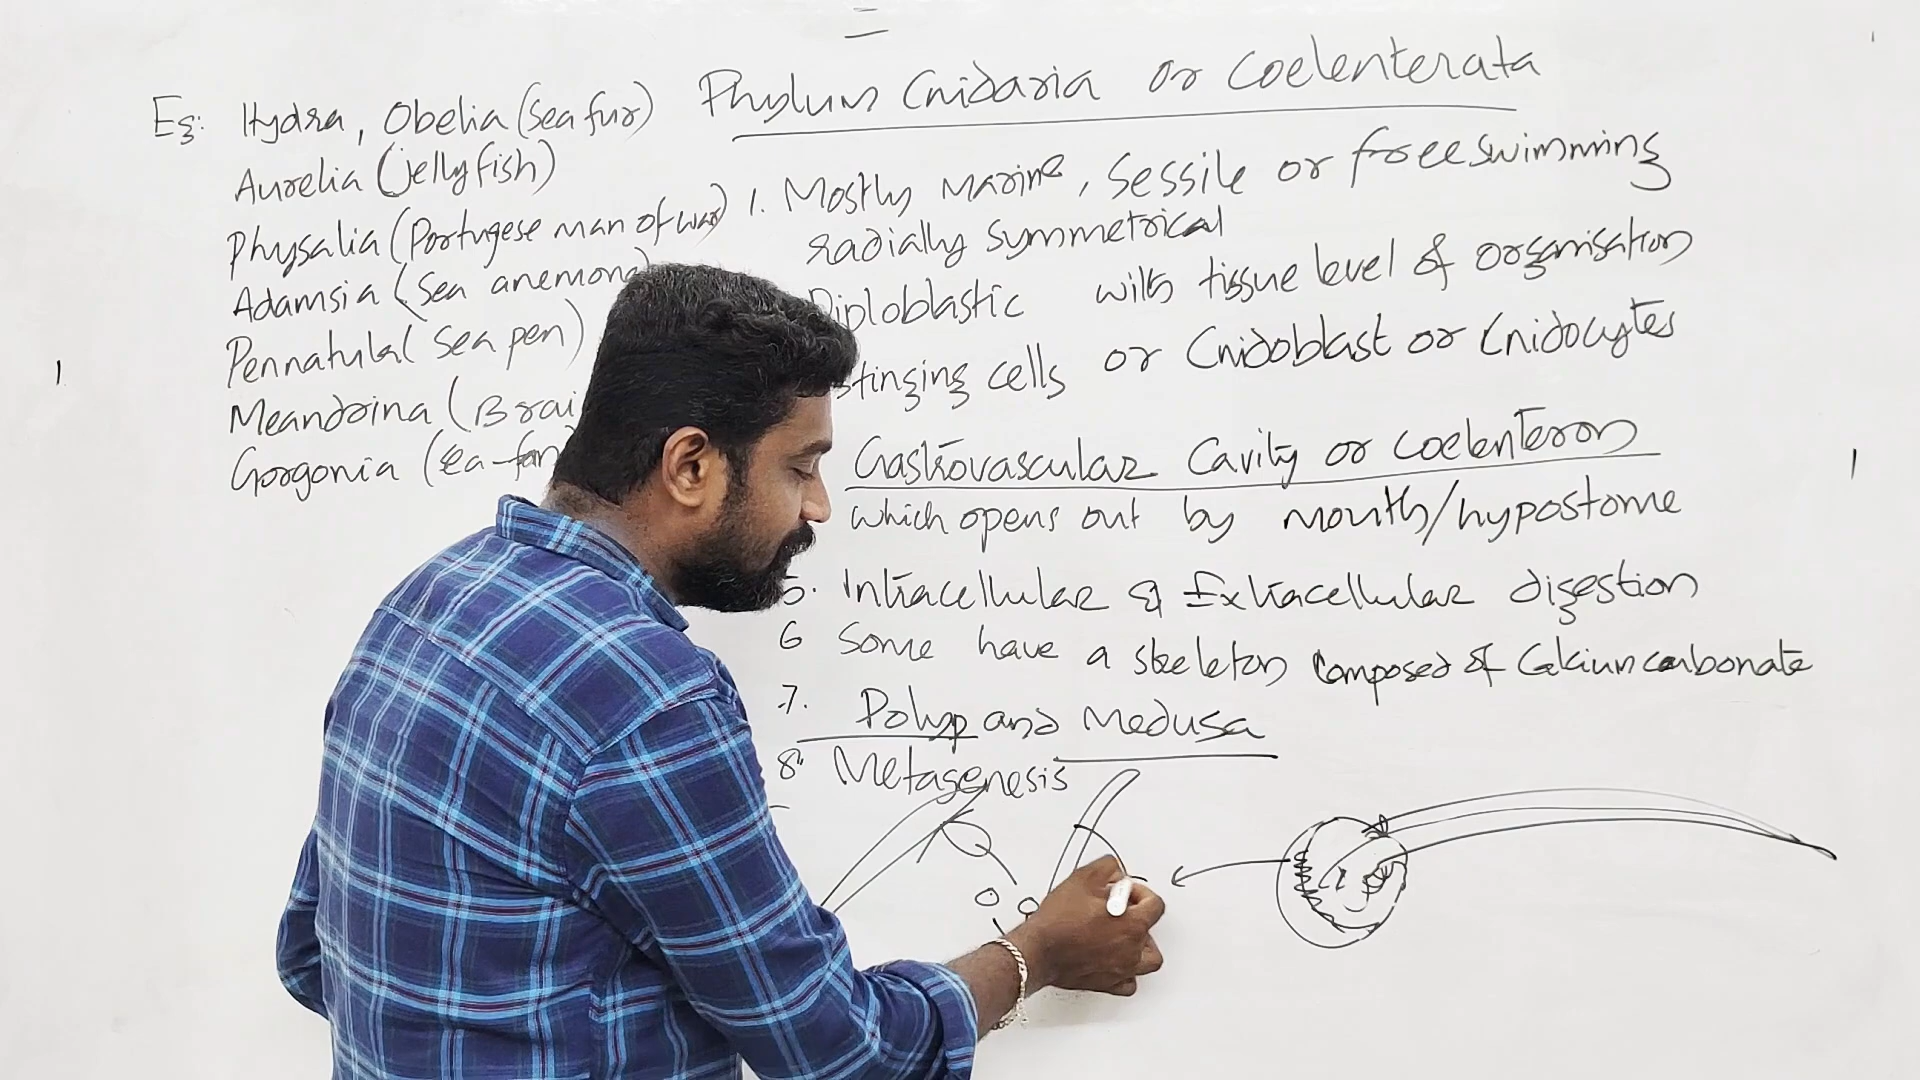 Phylum Cnidaria or Coelenterata
Eg: Hydra, Obelia (Sea fur)
Aurelia (Jelly fish)
Physalia (Portugese man of war)
Adamsia (Sea anemone
Pennatula( Sea pen)
Meandrina (Brai
Gorgonia (Sea-fan
1. Mostly marine, Sessile or free swimming
radially symmetrical
Diploblastic with tissue level of organisation
stinging cells or Cnidoblast or Cnidocytes
Gastrovascular Cavity or Coelenteron
which opens out by mouth/hypostome
5. Intracellular & Extracellular digestion
6 Some have a skeleton Composed of Calcium carbonate
7. Polyp and Medusa
8. Metagenesis